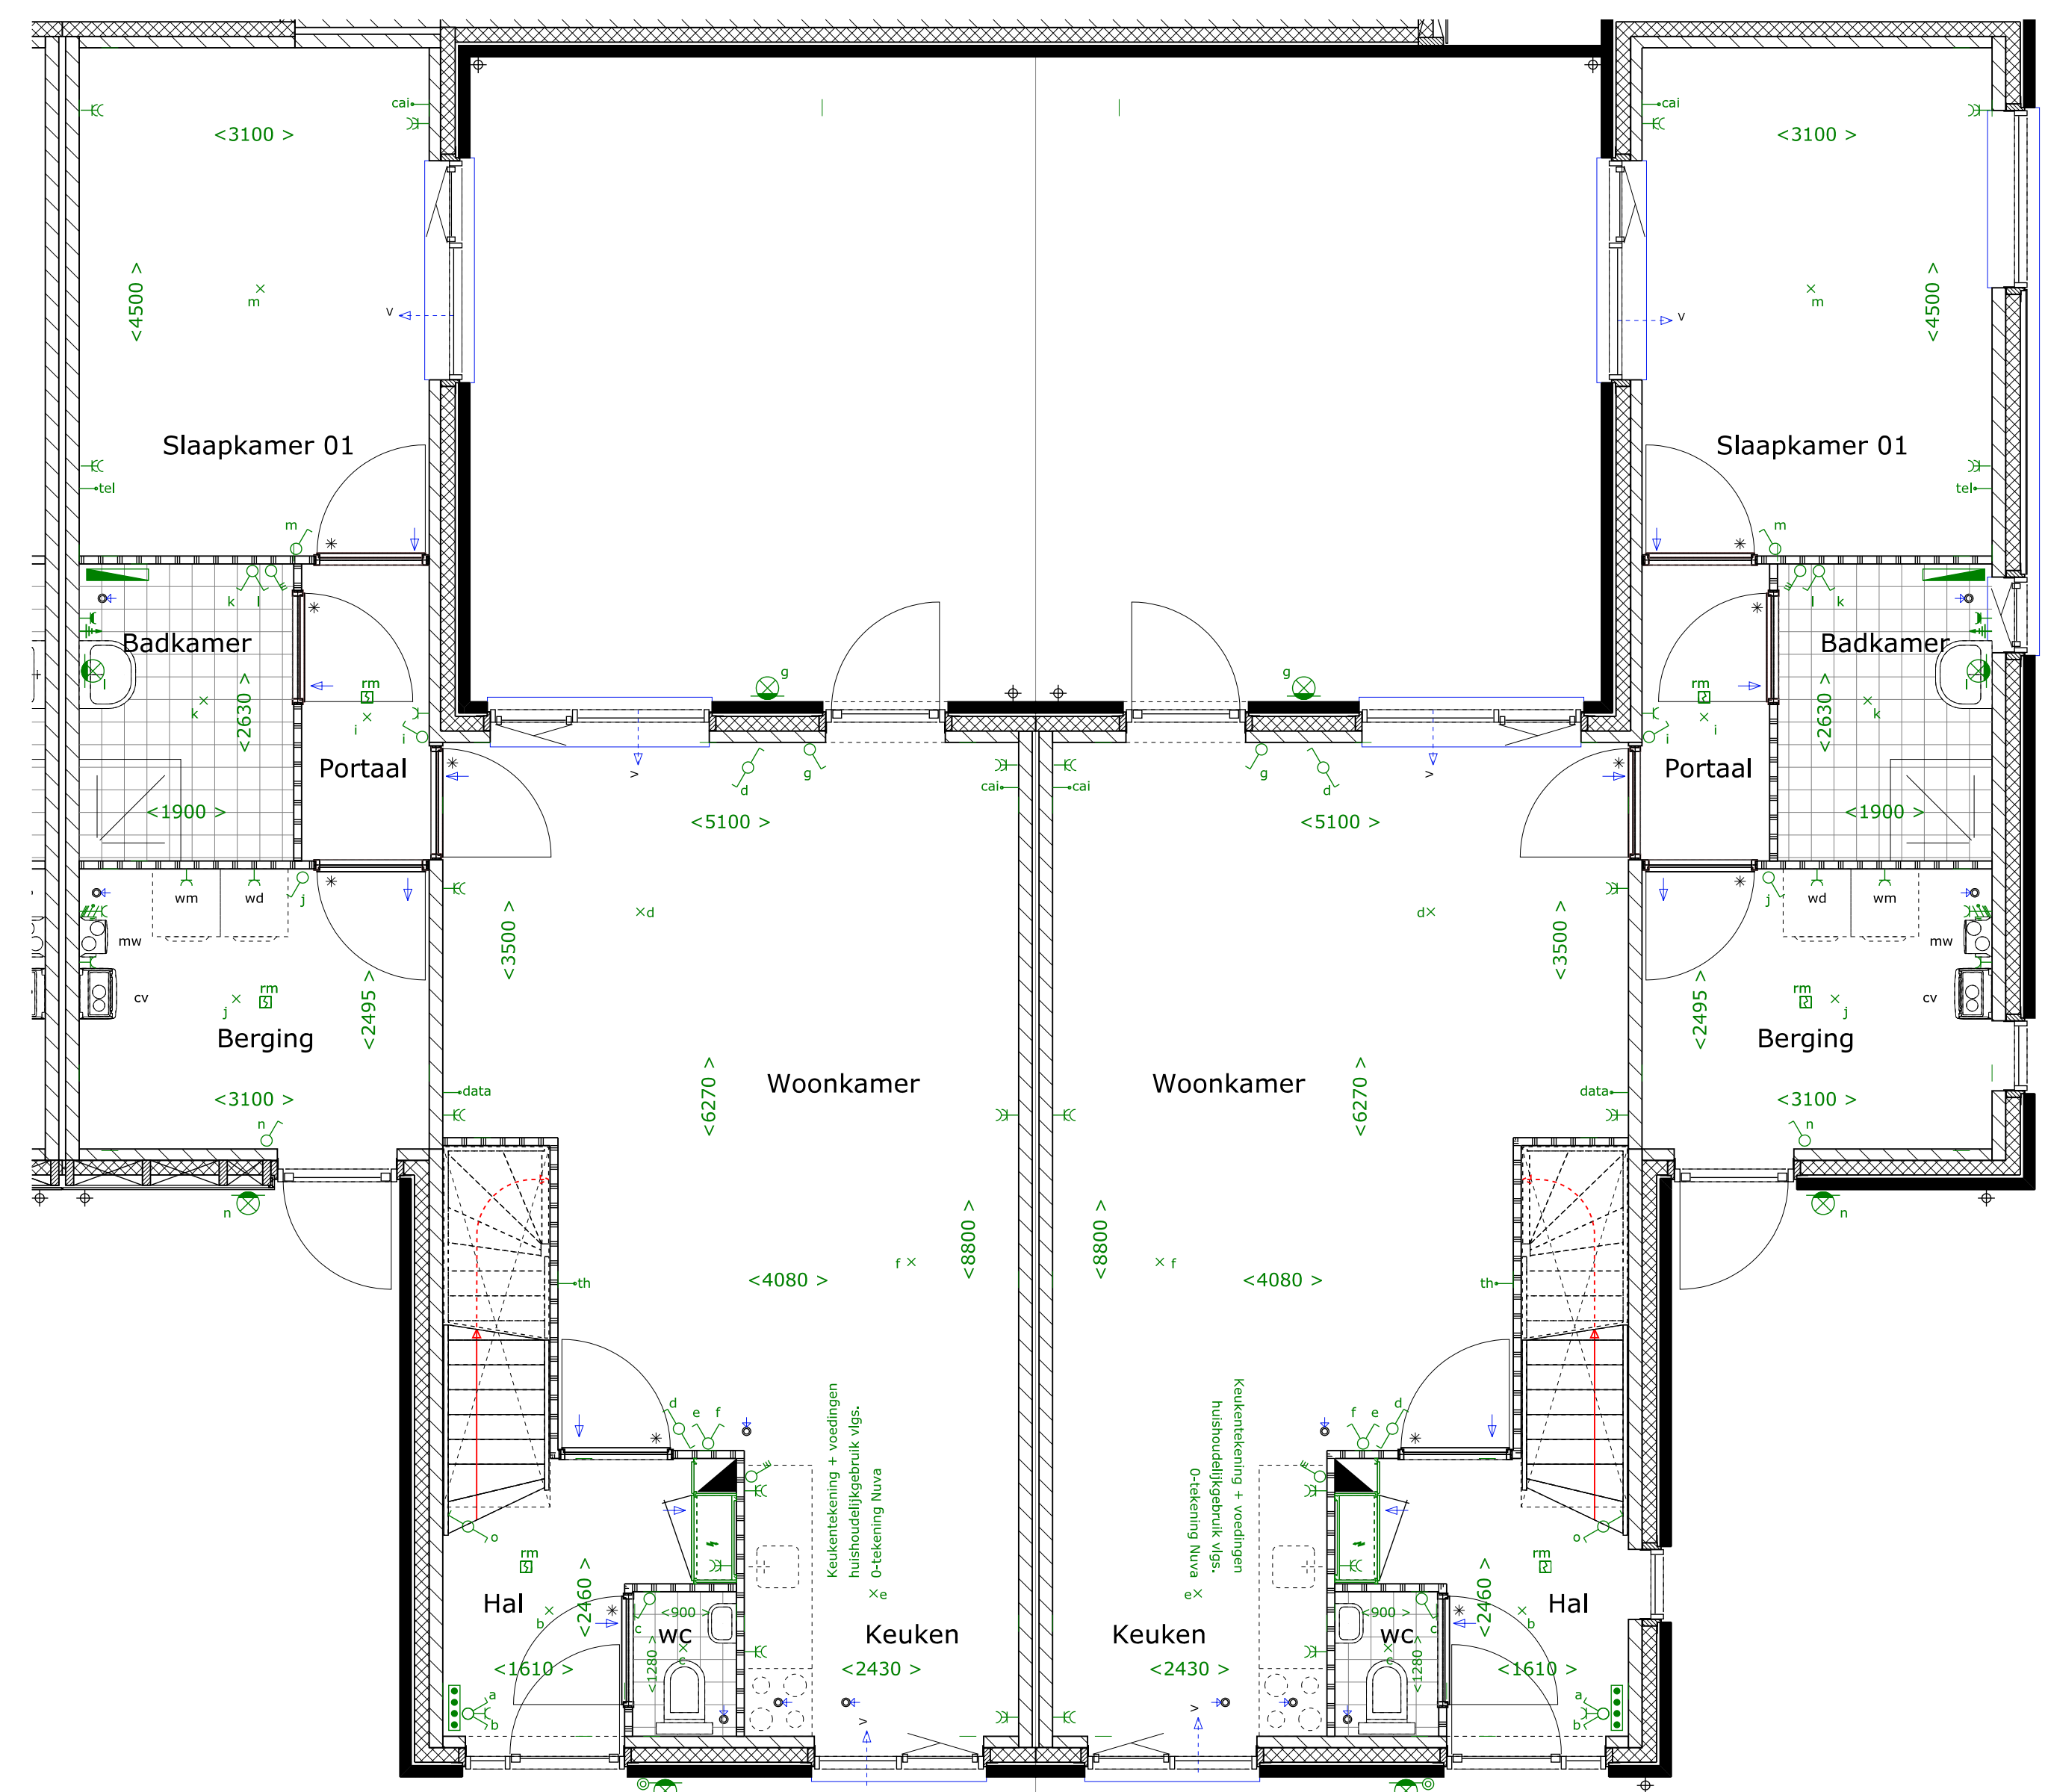 cai
cai
<3100 >
<3100 >
<4500 >
<4500 >
m
m
v
v
Slaapkamer 01
Slaapkamer 01
tel
tel
m
m
k
l
l
k
Badkamer
Badkamer
l
l
rm
rm
g
g
k
k
<2630 >
<2630 >
i
i
i
i
Portaal
Portaal
v
v
g
g
d
d
cai
cai
<1900 >
<5100 >
<5100 >
<1900 >
wm
wd
j
j
wd
wm
d
d
<3500 >
<3500 >
mw
mw
cv
cv
rm
rm
j
j
<2495 >
<2495 >
Berging
Berging
Woonkamer
Woonkamer
data
data
<3100 >
<3100 >
<6270 >
<6270 >
n
n
n
n
<8800 >
<8800 >
f
f
<4080 >
<4080 >
th
th
d
e
f
f
e
d
Keukentekening + voedingen
huishoudelijkgebruik vlgs.
0-tekening Nuva
Keukentekening + voedingen
huishoudelijkgebruik vlgs.
0-tekening Nuva
o
o
rm
rm
<2460 >
<2460 >
e
e
Hal
Hal
b
b
<900 >
<900 >
c
c
wc
wc
c
c
Keuken
Keuken
<1280 >
<1280 >
<1610 >
<2430 >
<2430 >
<1610 >
a
b
a
b
v
v